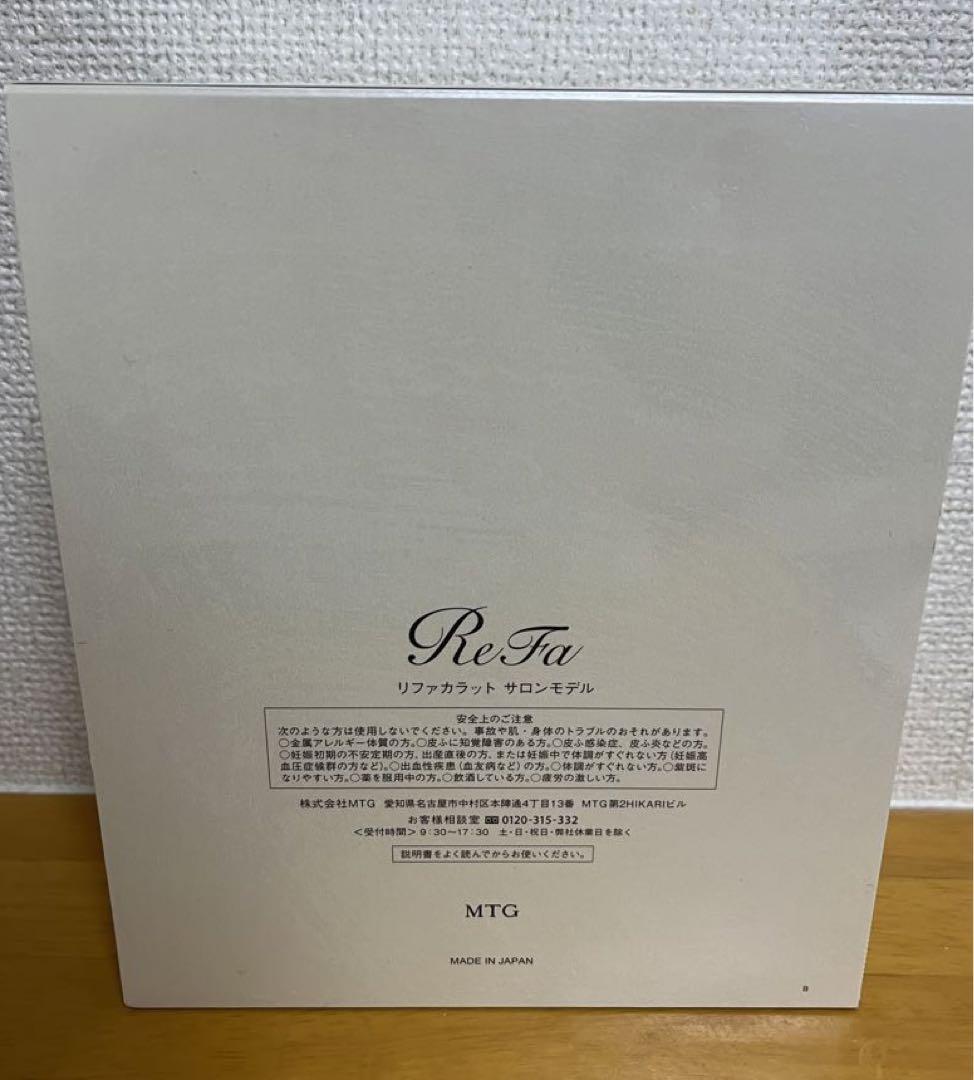 ReFa
リファカラット サロンモデル
安全上のご注意
次のような方は使用しないでください。事故や肌・身体のトラブルのおそれがあります。
○金属アレルギー体質の方。○皮ふに知覚障害のある方。○皮ふ感染症、皮ふ炎などの方。
○妊娠初期の不安定期の方、出産直後の方、または妊娠中で体調がすぐれない方（妊娠高
血圧症候群の方など）。○出血性疾患（血友病など）の方。○体調がすぐれない方。○紫斑に
なりやすい方。○薬を服用中の方。○飲酒している方。○疲労の激しい方。
株式会社MTG 愛知県名古屋市中村区本陣通4丁目13番 MTG第2HIKARIビル
お客様相談室 0120-315-332
＜受付時間＞9：30〜17：30 土・日・祝日・弊社休業日を除く
説明書をよく読んでからお使いください。
MTG
MADE IN JAPAN
B